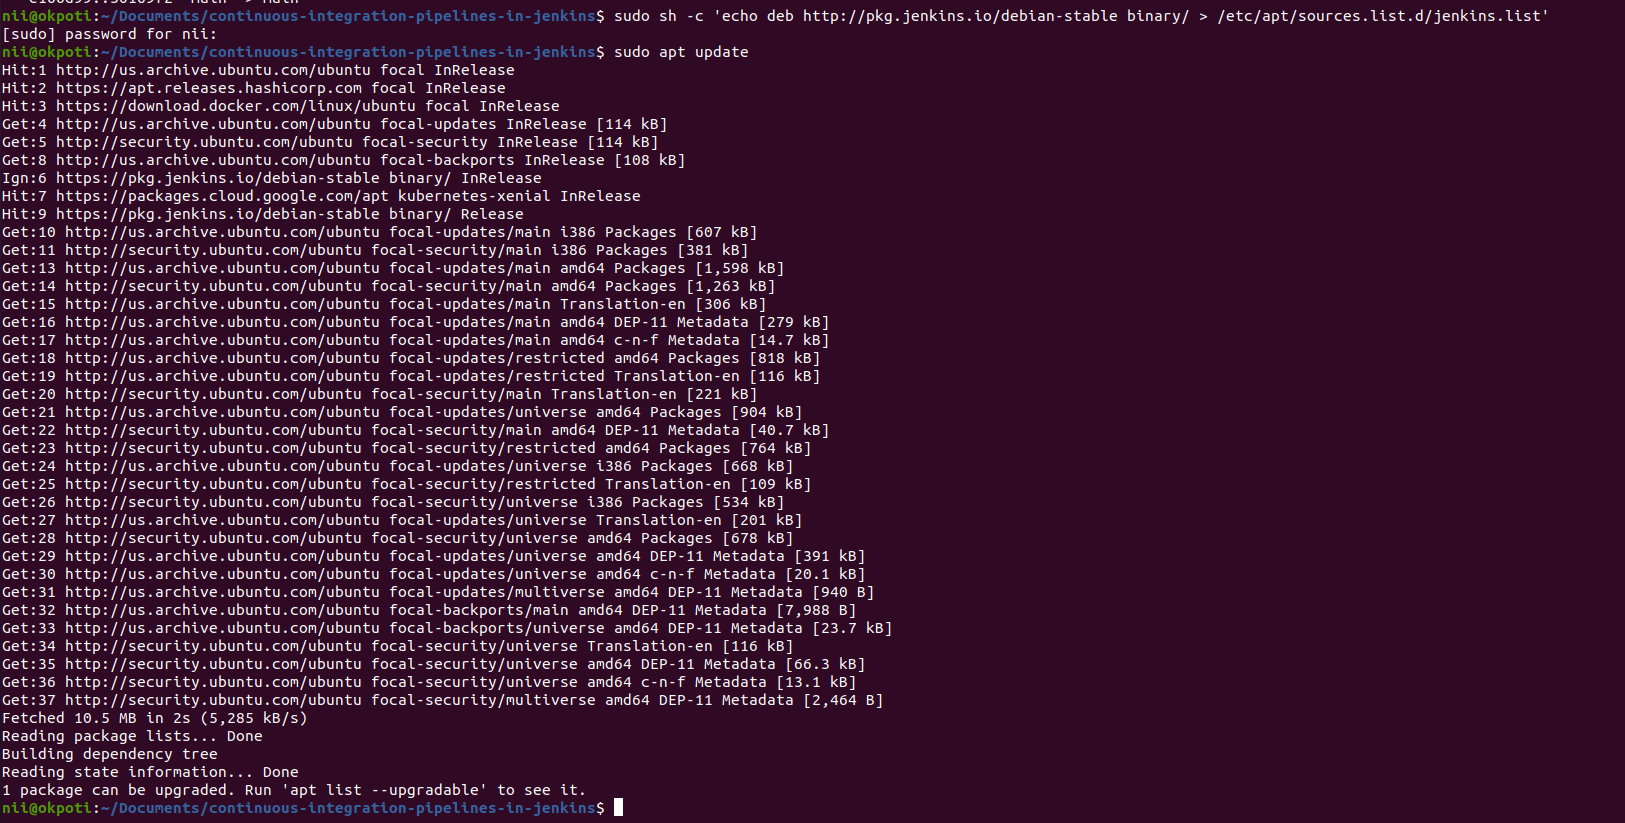 nii@okpoti:~/Documents/continuous-integration-pipelines-in-jenkins$ sudo sh -c 'echo deb http://pkg.jenkins.io/debian-stable binary/ > /etc/apt/sources.list.d/jenkins.list'
[sudo] password for nii:
nii@okpoti:~/Documents/continuous-integration-pipelines-in-jenkins$ sudo apt update
Hit:1 http://us.archive.ubuntu.com/ubuntu focal InRelease
Hit:2 https://apt.releases.hashicorp.com focal InRelease
Hit:3 https://download.docker.com/linux/ubuntu focal InRelease
Get:4 http://us.archive.ubuntu.com/ubuntu focal-updates InRelease [114 kB]
Get:5 http://security.ubuntu.com/ubuntu focal-security InRelease [114 kB]
Get:8 http://us.archive.ubuntu.com/ubuntu focal-backports InRelease [108 kB]
Ign:6 https://pkg.jenkins.io/debian-stable binary/ InRelease
Hit:7 https://packages.cloud.google.com/apt kubernetes-xenial InRelease
Hit:9 https://pkg.jenkins.io/debian-stable binary/ Release
Get:10 http://us.archive.ubuntu.com/ubuntu focal-updates/main i386 Packages [607 kB]
Get:11 http://security.ubuntu.com/ubuntu focal-security/main i386 Packages [381 kB]
Get:13 http://us.archive.ubuntu.com/ubuntu focal-updates/main amd64 Packages [1,598 kB]
Get:14 http://security.ubuntu.com/ubuntu focal-security/main amd64 Packages [1,263 kB]
Get:15 http://us.archive.ubuntu.com/ubuntu focal-updates/main Translation-en [306 kB]
Get:16 http://us.archive.ubuntu.com/ubuntu focal-updates/main amd64 DEP-11 Metadata [279 kB]
Get:17 http://us.archive.ubuntu.com/ubuntu focal-updates/main amd64 c-n-f Metadata [14.7 kB]
Get:18 http://us.archive.ubuntu.com/ubuntu focal-updates/restricted amd64 Packages [818 kB]
Get:19 http://us.archive.ubuntu.com/ubuntu focal-updates/restricted Translation-en [116 kB]
Get:20 http://security.ubuntu.com/ubuntu focal-security/main Translation-en [221 kB]
Get:21 http://us.archive.ubuntu.com/ubuntu focal-updates/universe amd64 Packages [904 kB]
Get:22 http://security.ubuntu.com/ubuntu focal-security/main amd64 DEP-11 Metadata [40.7 kB]
Get:23 http://security.ubuntu.com/ubuntu focal-security/restricted amd64 Packages [764 kB]
Get:24 http://us.archive.ubuntu.com/ubuntu focal-updates/universe i386 Packages [668 kB]
Get:25 http://security.ubuntu.com/ubuntu focal-security/restricted Translation-en [109 kB]
Get:26 http://security.ubuntu.com/ubuntu focal-security/universe i386 Packages [534 kB]
Get:27 http://us.archive.ubuntu.com/ubuntu focal-updates/universe Translation-en [201 kB]
Get:28 http://security.ubuntu.com/ubuntu focal-security/universe amd64 Packages [678 kB]
Get:29 http://us.archive.ubuntu.com/ubuntu focal-updates/universe amd64 DEP-11 Metadata [391 kB]
Get:30 http://us.archive.ubuntu.com/ubuntu focal-updates/universe amd64 c-n-f Metadata [20.1 kB]
Get:31 http://us.archive.ubuntu.com/ubuntu focal-updates/multiverse amd64 DEP-11 Metadata [940 B]
Get:32 http://us.archive.ubuntu.com/ubuntu focal-backports/main amd64 DEP-11 Metadata [7,988 B]
Get:33 http://us.archive.ubuntu.com/ubuntu focal-backports/universe amd64 DEP-11 Metadata [23.7 kB]
Get:34 http://security.ubuntu.com/ubuntu focal-security/universe Translation-en [116 kB]
Get:35 http://security.ubuntu.com/ubuntu focal-security/universe amd64 DEP-11 Metadata [66.3 kB]
Get:36 http://security.ubuntu.com/ubuntu focal-security/universe amd64 c-n-f Metadata [13.1 kB]
Get:37 http://security.ubuntu.com/ubuntu focal-security/multiverse amd64 DEP-11 Metadata [2,464 B]
Fetched 10.5 MB in 2s (5,285 kB/s)
Reading package lists... Done
Building dependency tree
Reading state information... Done
1 package can be upgraded. Run 'apt list --upgradable' to see it.
nii@okpoti:~/Documents/continuous-integration-pipelines-in-jenkins$